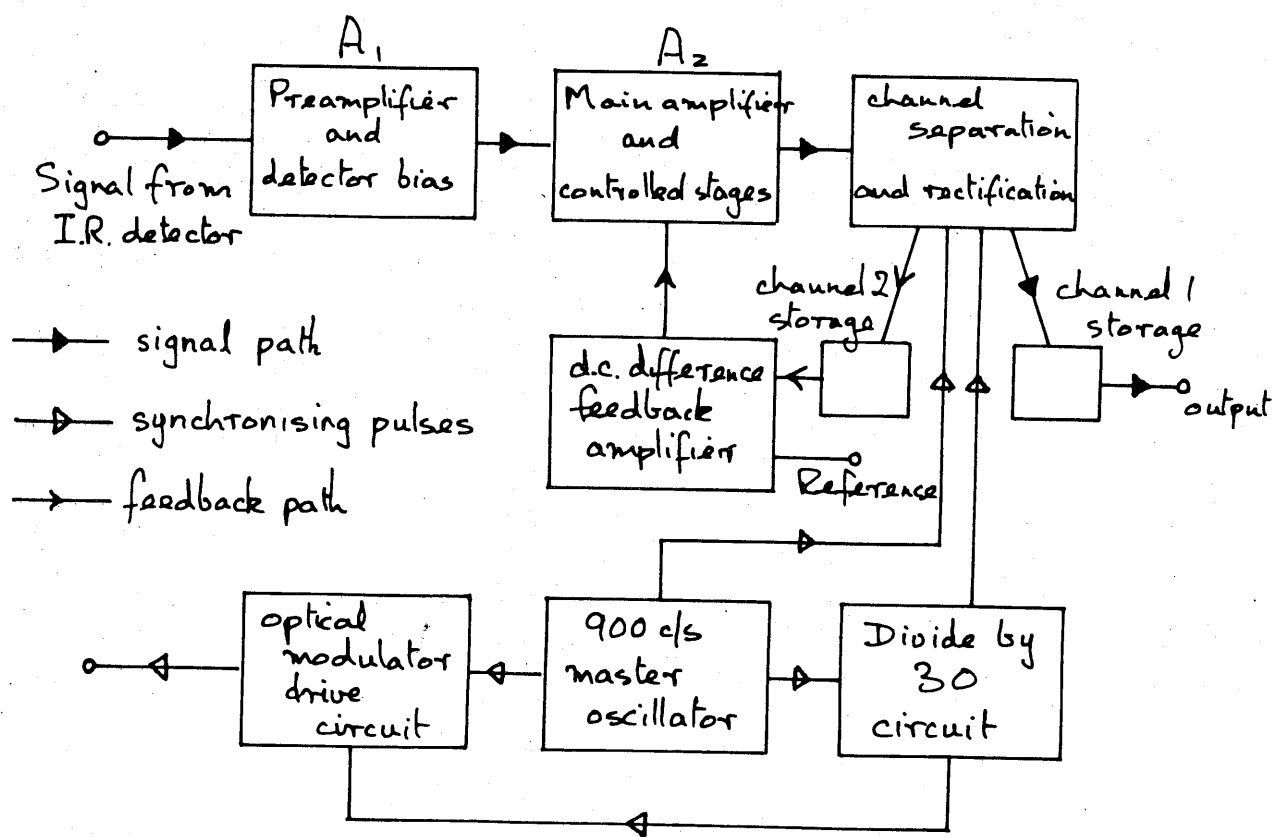 A₁
A₂
Preamplifier
and
detector bias
Main amplifier
and
controlled stages
channel
separation
and rectification
Signal from
I.R. detector
channel 2
storage
channel 1
storage
signal path
synchronising pulses
feedback path
d.c. difference
feedback
amplifier
output
Reference
optical
modulator
drive
circuit
900 c/s
master
oscillator
Divide by
30
circuit